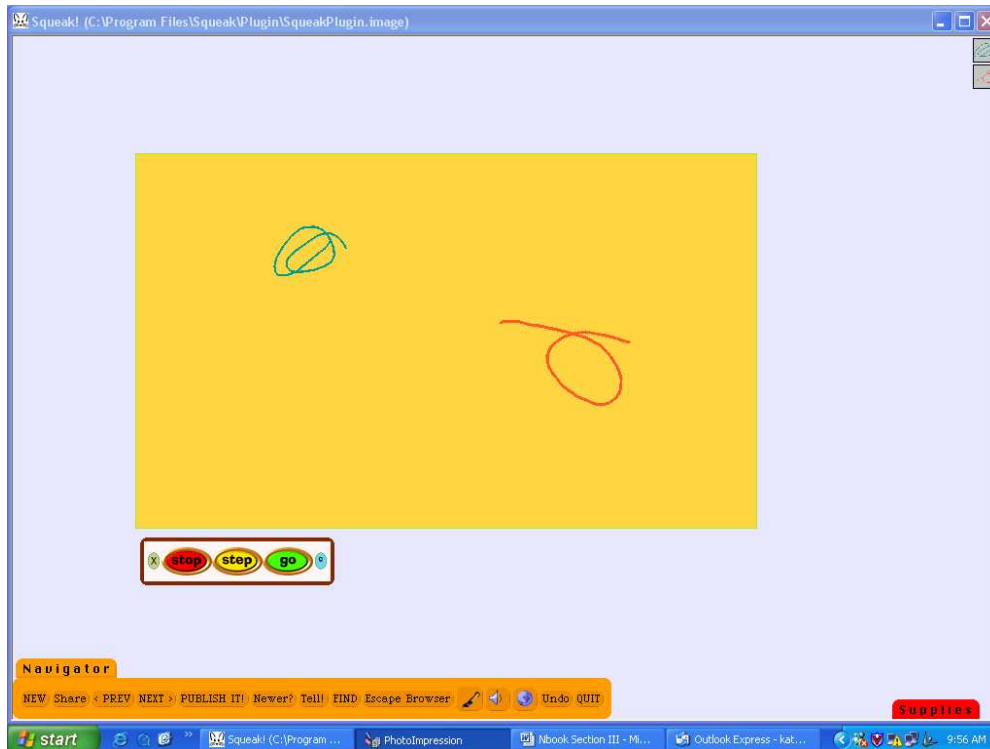 Squeak! (C:\Program Files\Squeak\Plugin\SqueakPlugin.image)
X stop step go
Navigator
NEW Share < PREV NEXT > PUBLISH IT! Newer? Tell! FIND Escape Browser Undo QUIT
Supplies
start Squeak! (C:\Program ... PhotoImpression Nbook Section III - Mi... Outlook Express - kat... 9:56 AM